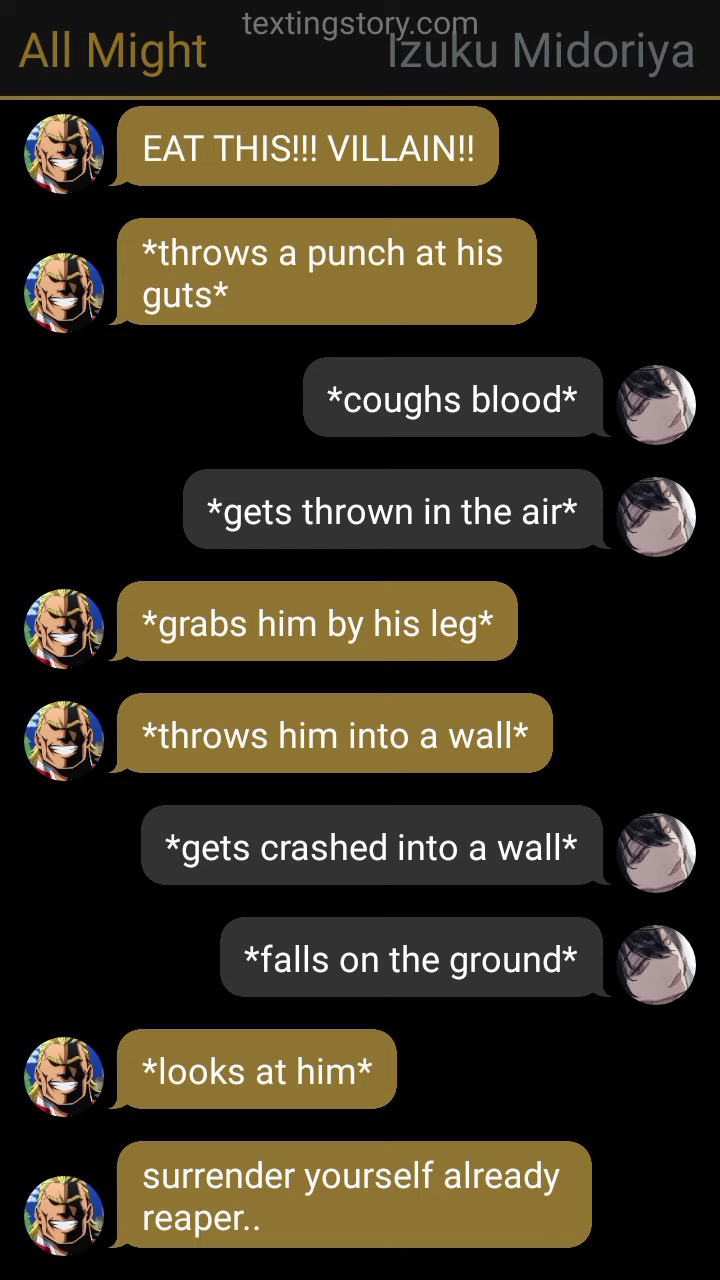 textingstory.com
All Might
Izuku Midoriya
EAT THIS!!! VILLAIN!!
*throws a punch at his
guts*
*coughs blood*
*gets thrown in the air*
*grabs him by his leg*
*throws him into a wall*
*gets crashed into a wall*
*falls on the ground*
*looks at him*
surrender yourself already
reaper..